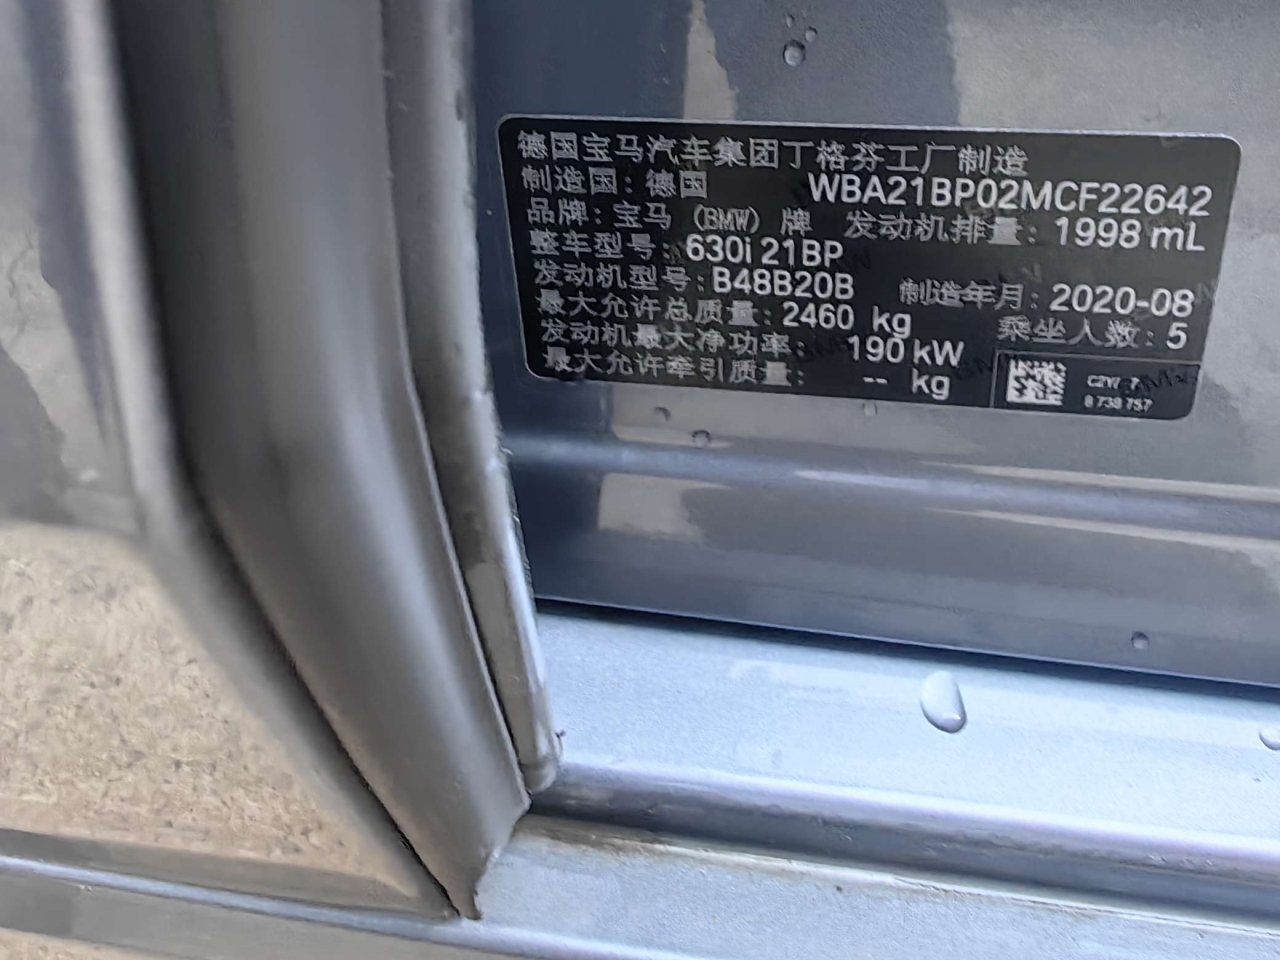 德国宝马汽车集团丁格芬工厂制造
制造国：德国 WBA21BP02MCF22642
品牌：宝马（BMW）牌 发动机排量：1998 mL
整车型号：630i 21BP
发动机型号：B48B20B 制造年月：2020-08
最大允许总质量：2460 kg 乘坐人数：5
发动机最大净功率：190 kW
最大允许牵引质量：-- kg
8 738 757